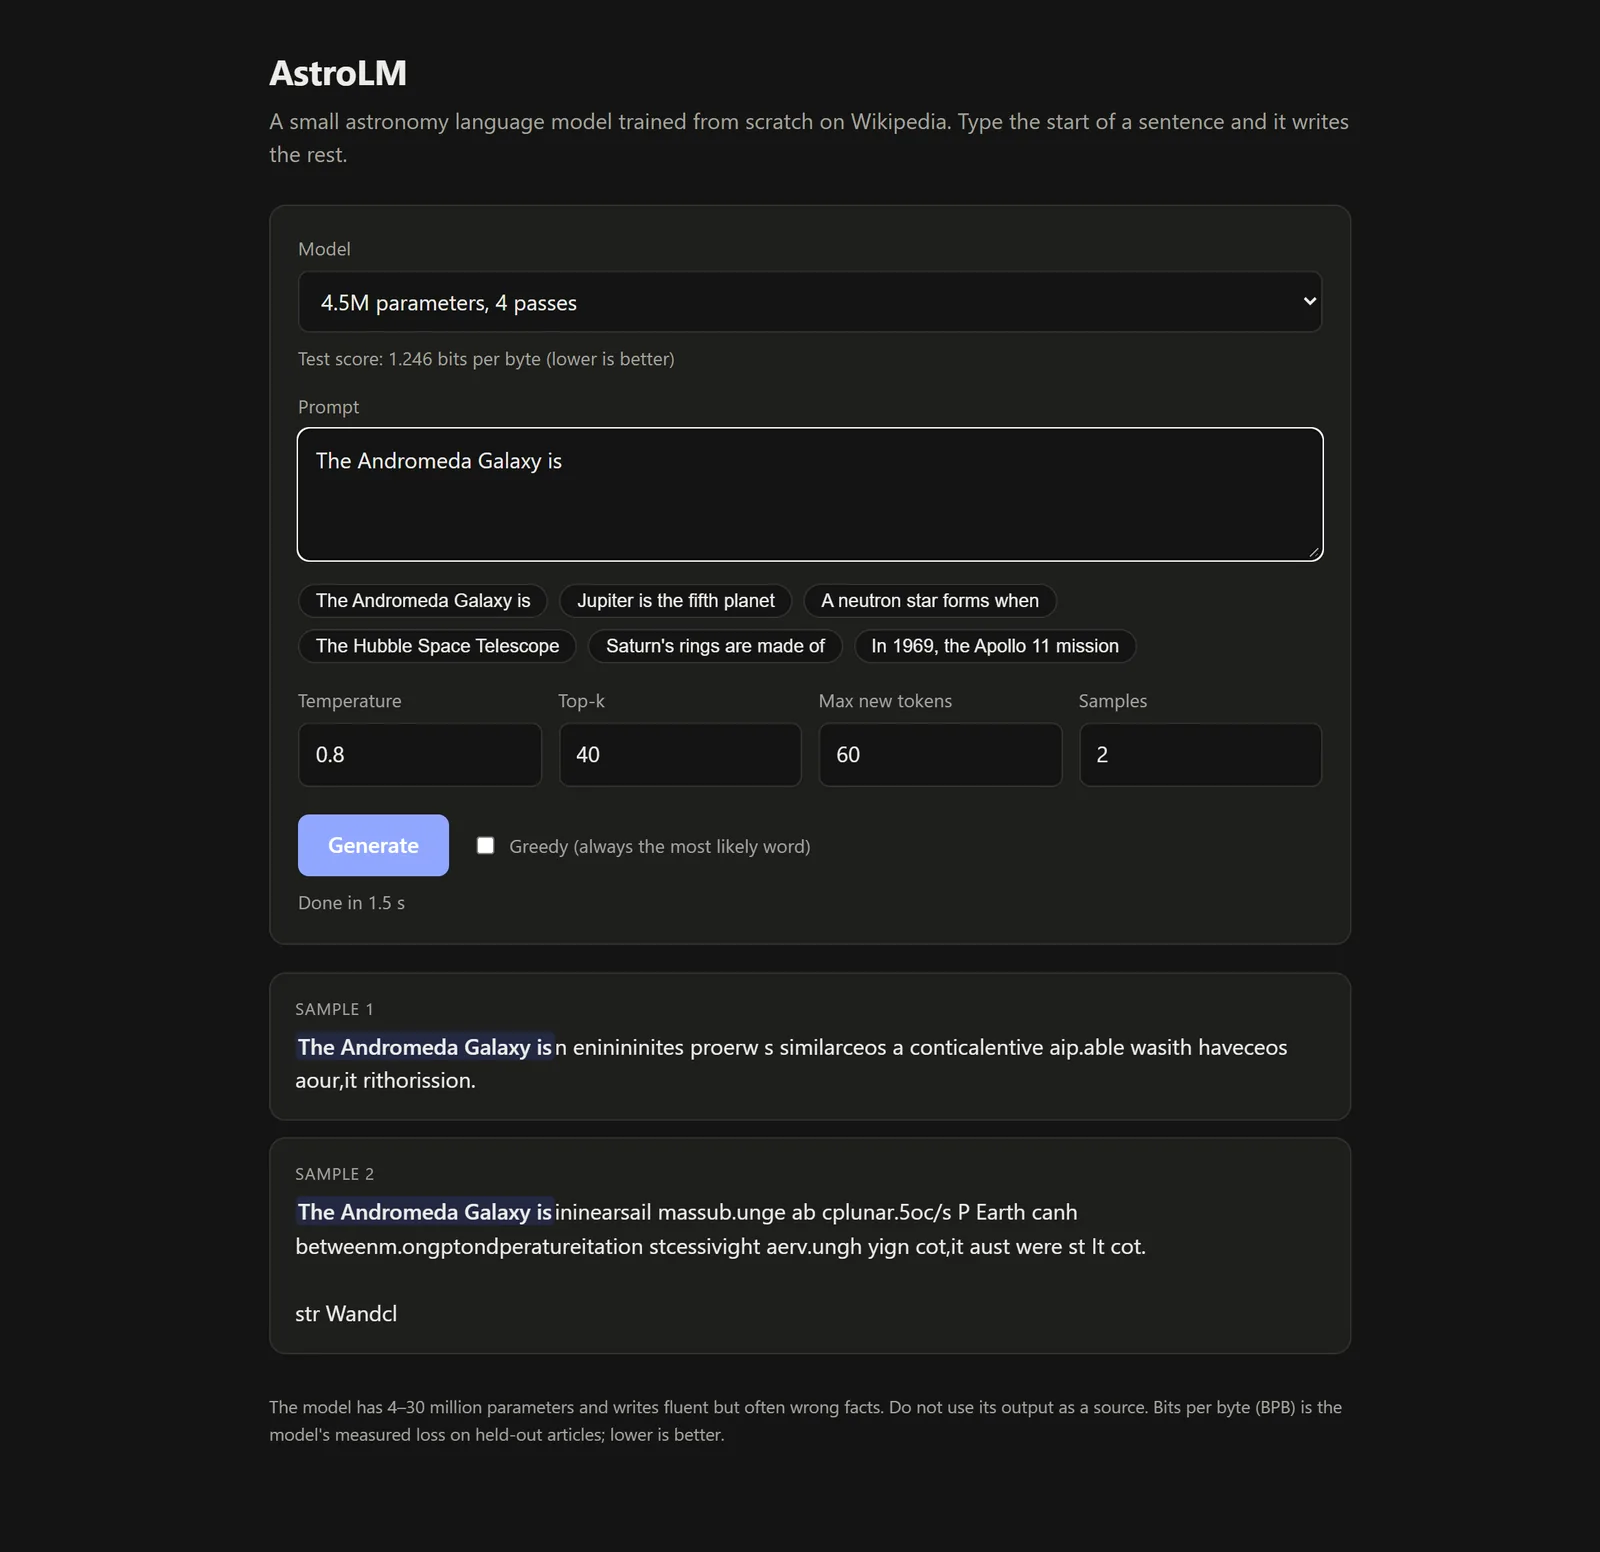 AstroLM
A small astronomy language model trained from scratch on Wikipedia. Type the start of a sentence and it writes
the rest.
Model
4.5M parameters, 4 passes
Test score: 1.246 bits per byte (lower is better)
Prompt
The Andromeda Galaxy is
The Andromeda Galaxy is
Jupiter is the fifth planet
A neutron star forms when
The Hubble Space Telescope
Saturn's rings are made of
In 1969, the Apollo 11 mission
Temperature
Top-k
Max new tokens
Samples
0.8
40
60
2
Generate
Greedy (always the most likely word)
Done in 1.5 s
SAMPLE 1
The Andromeda Galaxy isn eninininites proerw s similarceos a conticalentive aip.able wasith haveceos
aour,it rithorission.
SAMPLE 2
The Andromeda Galaxy isininearsail massub.unge ab cplunar.5oc/s P Earth canh
betweenm.ongptondperatureitation stcessivight aerv.ungh yign cot,it aust were st It cot.
str Wandcl
The model has 4–30 million parameters and writes fluent but often wrong facts. Do not use its output as a source. Bits per byte (BPB) is the
model's measured loss on held-out articles; lower is better.